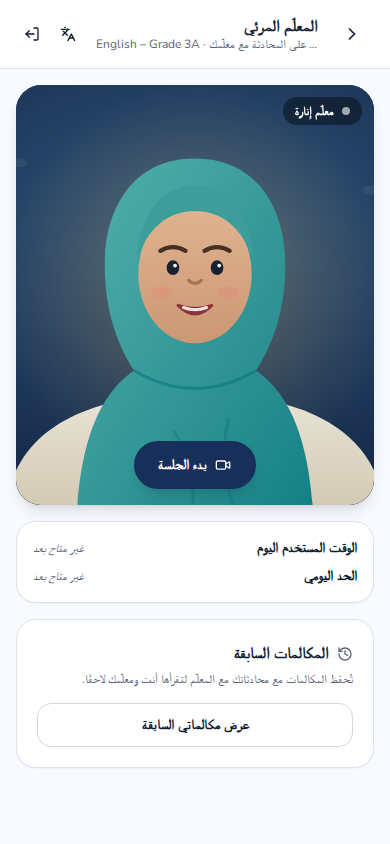 المعلّم المرئي
English – Grade 3A · على المحادثة مع معلّمك ...
معلّم إنارة
بدء الجلسة
الوقت المستخدم اليوم
غير متاح بعد
الحد اليومي
غير متاح بعد
المكالمات السابقة
تُحفظ المكالمات مع محادثاتك مع المعلّم لتقرأها أنت ومعلّمك لاحقًا.
عرض مكالماتي السابقة